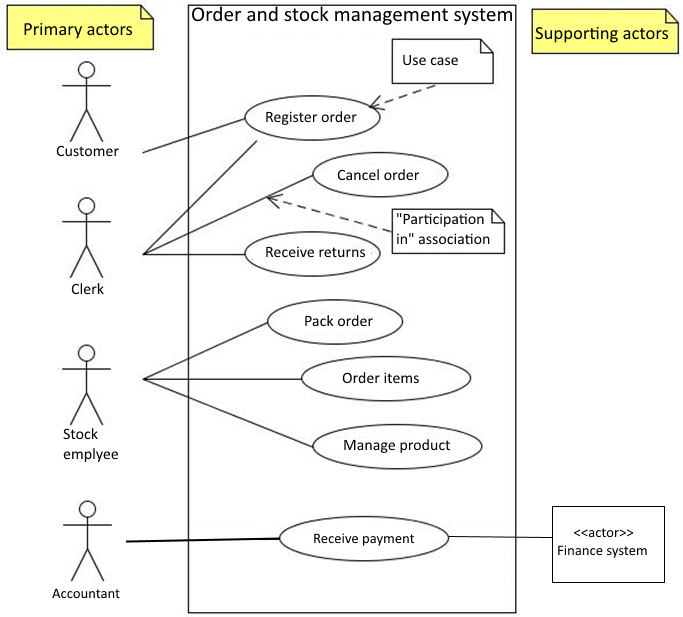 Order and stock management system
Primary actors
Supporting actors
Use case
Register order
Customer
Cancel order
"Participation
in" association
Clerk
Receive returns
Pack order
Order items
Stock
emplyee
Manage product
Receive payment
<<actor>>
Finance system
Accountant